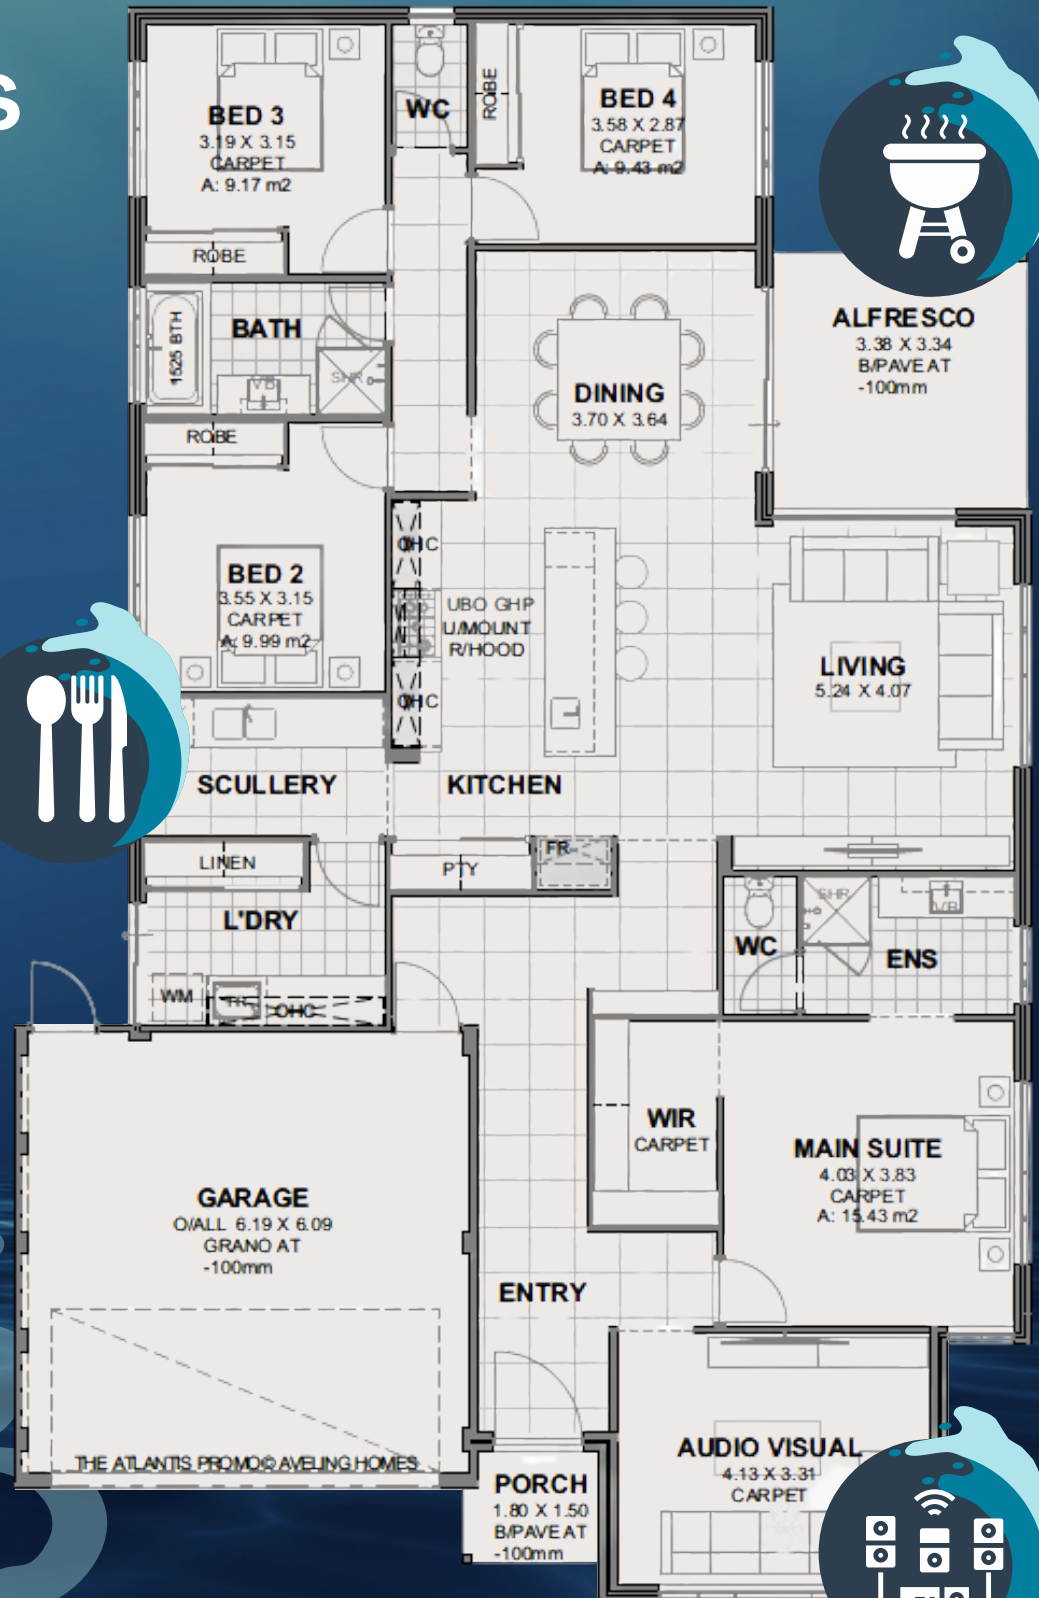 S
BED 3
3.19 X 3.15
CARPET
A: 9.17 m2
ROBE
WC
ROBE
BED 4
3.58 X 2.87
CARPET
A: 9.43 m2
BATH
1525 BTH
VB
SHR
ROBE
DINING
3.70 X 3.64
ALFRESCO
3.38 X 3.34
B/PAVE AT
-100mm
BED 2
3.55 X 3.15
CARPET
A: 9.99 m2
OHC
UBO GHP
U/MOUNT
R/HOOD
OHC
LIVING
5.24 X 4.07
SCULLERY
KITCHEN
LINEN
PTY
FR
L'DRY
WM
TR
OHC
WC
SHR
VB
ENS
WIR
CARPET
MAIN SUITE
4.03 X 3.83
CARPET
A: 15.43 m2
GARAGE
O/ALL 6.19 X 6.09
GRANO AT
-100mm
ENTRY
THE ATLANTIS PROMO© AVELING HOMES
PORCH
1.80 X 1.50
B/PAVE AT
-100mm
AUDIO VISUAL
4.13 X 3.31
CARPET